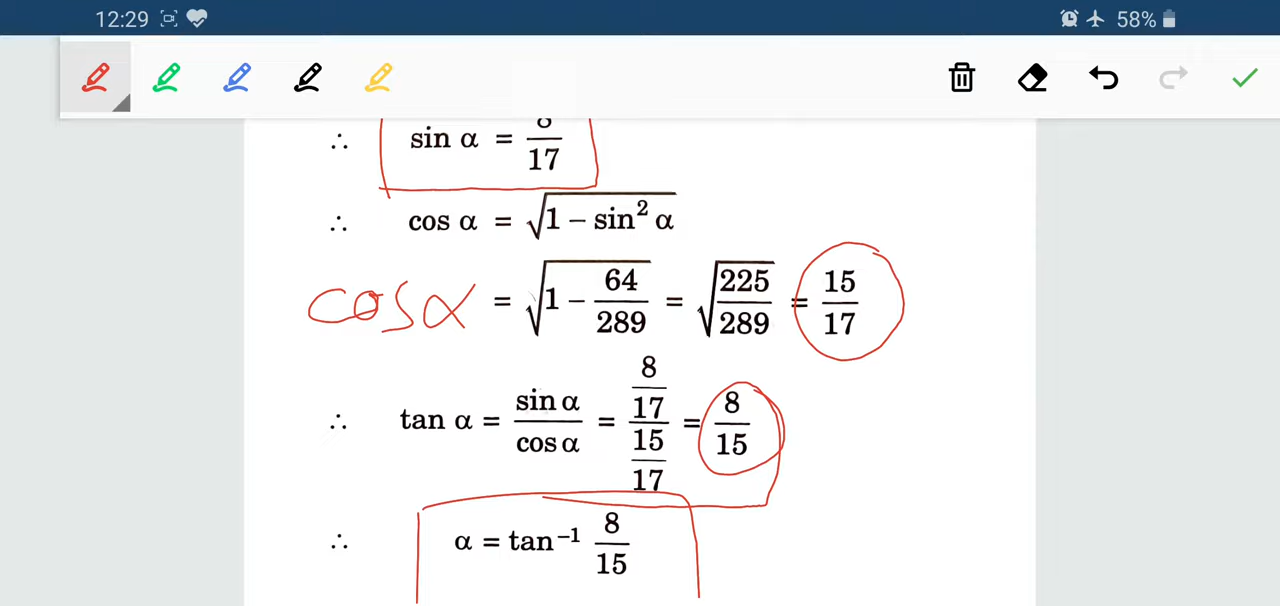 12:29 58%
∴ sin α = 8/17
∴ cos α = √(1 − sin² α)
cos α = √(1 − 64/289) = √(225/289) = 15/17
∴ tan α = sin α/cos α = (8/17)/(15/17) = 8/15
∴ α = tan⁻¹ 8/15